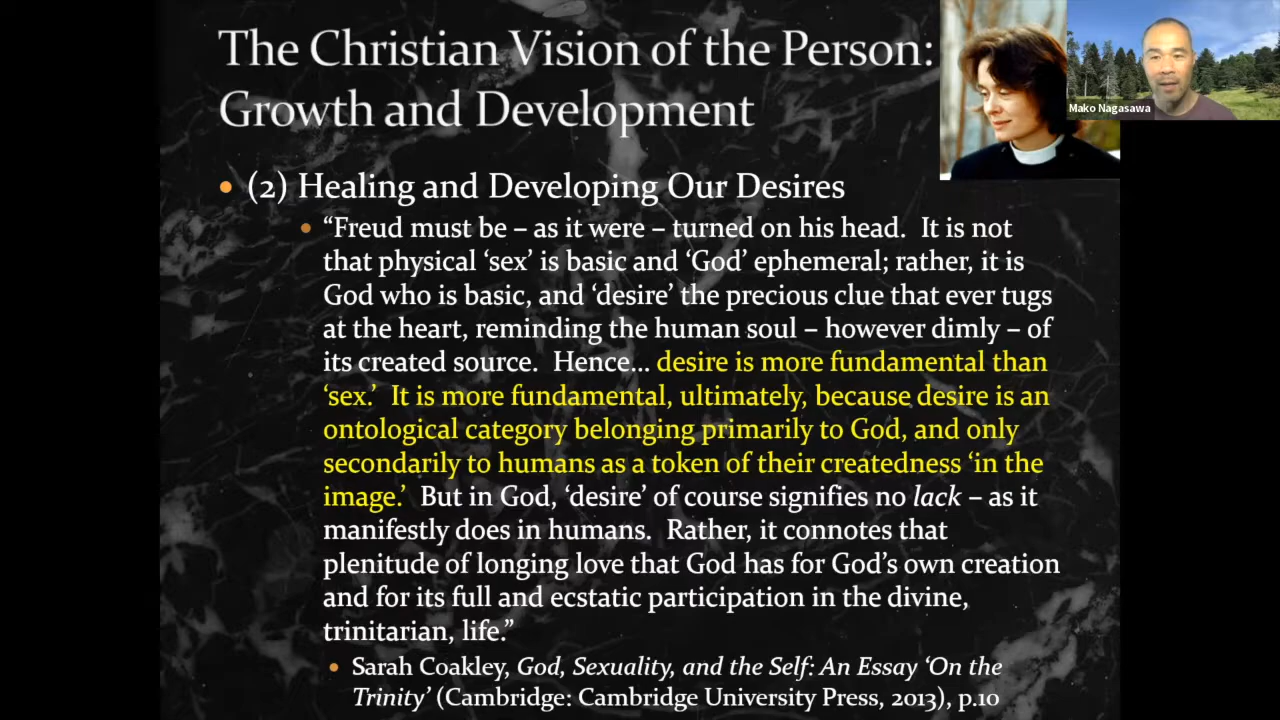 The Christian Vision of the Person:
Growth and Development
Mako Nagasawa
• (2) Healing and Developing Our Desires
• “Freud must be – as it were – turned on his head. It is not
that physical ‘sex’ is basic and ‘God’ ephemeral; rather, it is
God who is basic, and ‘desire’ the precious clue that ever tugs
at the heart, reminding the human soul – however dimly – of
its created source. Hence… desire is more fundamental than
‘sex.’ It is more fundamental, ultimately, because desire is an
ontological category belonging primarily to God, and only
secondarily to humans as a token of their createdness ‘in the
image.’ But in God, ‘desire’ of course signifies no lack – as it
manifestly does in humans. Rather, it connotes that
plenitude of longing love that God has for God’s own creation
and for its full and ecstatic participation in the divine,
trinitarian, life.”
• Sarah Coakley, God, Sexuality, and the Self: An Essay ‘On the
Trinity’ (Cambridge: Cambridge University Press, 2013), p.10